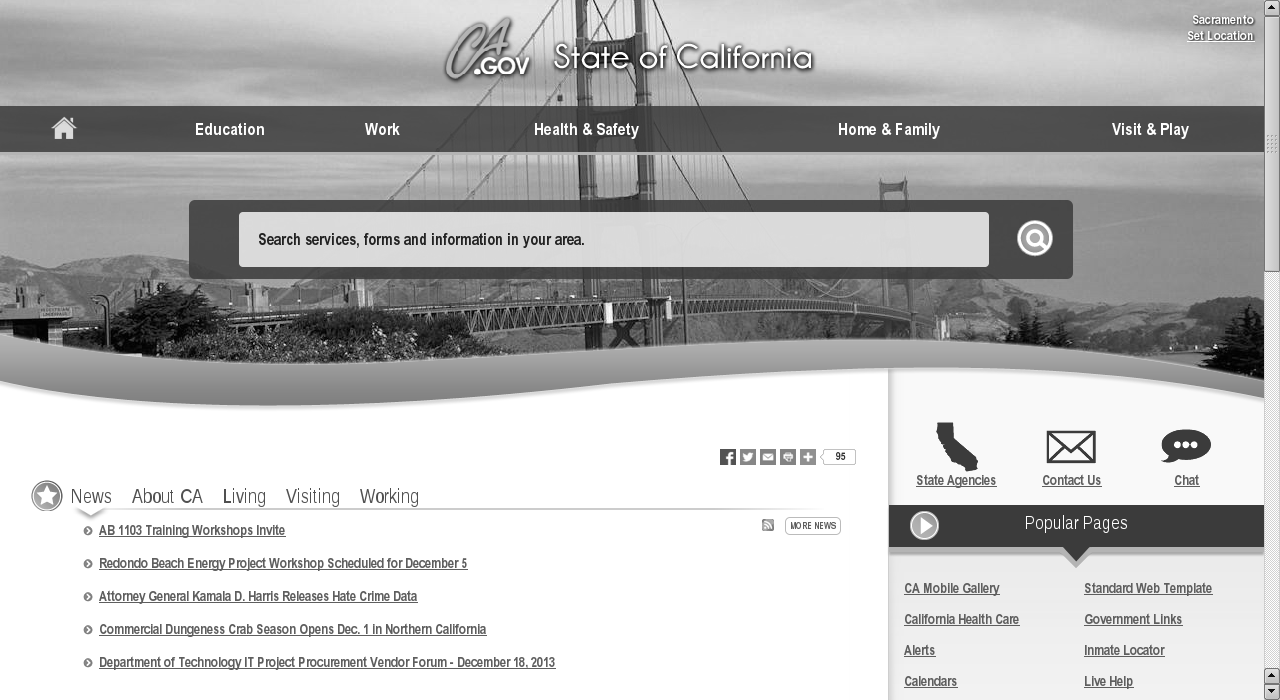 Sacramento
Set Location
CA.GOV State of California
Education Work Health & Safety Home & Family Visit & Play
Search services, forms and information in your area.
PEDESTRIAN
95
State Agencies Contact Us Chat
News About CA Living Visiting Working
MORE NEWS
AB 1103 Training Workshops Invite
Redondo Beach Energy Project Workshop Scheduled for December 5
Attorney General Kamala D. Harris Releases Hate Crime Data
Commercial Dungeness Crab Season Opens Dec. 1 in Northern California
Department of Technology IT Project Procurement Vendor Forum - December 18, 2013
Popular Pages
CA Mobile Gallery Standard Web Template
California Health Care Government Links
Alerts Inmate Locator
Calendars Live Help